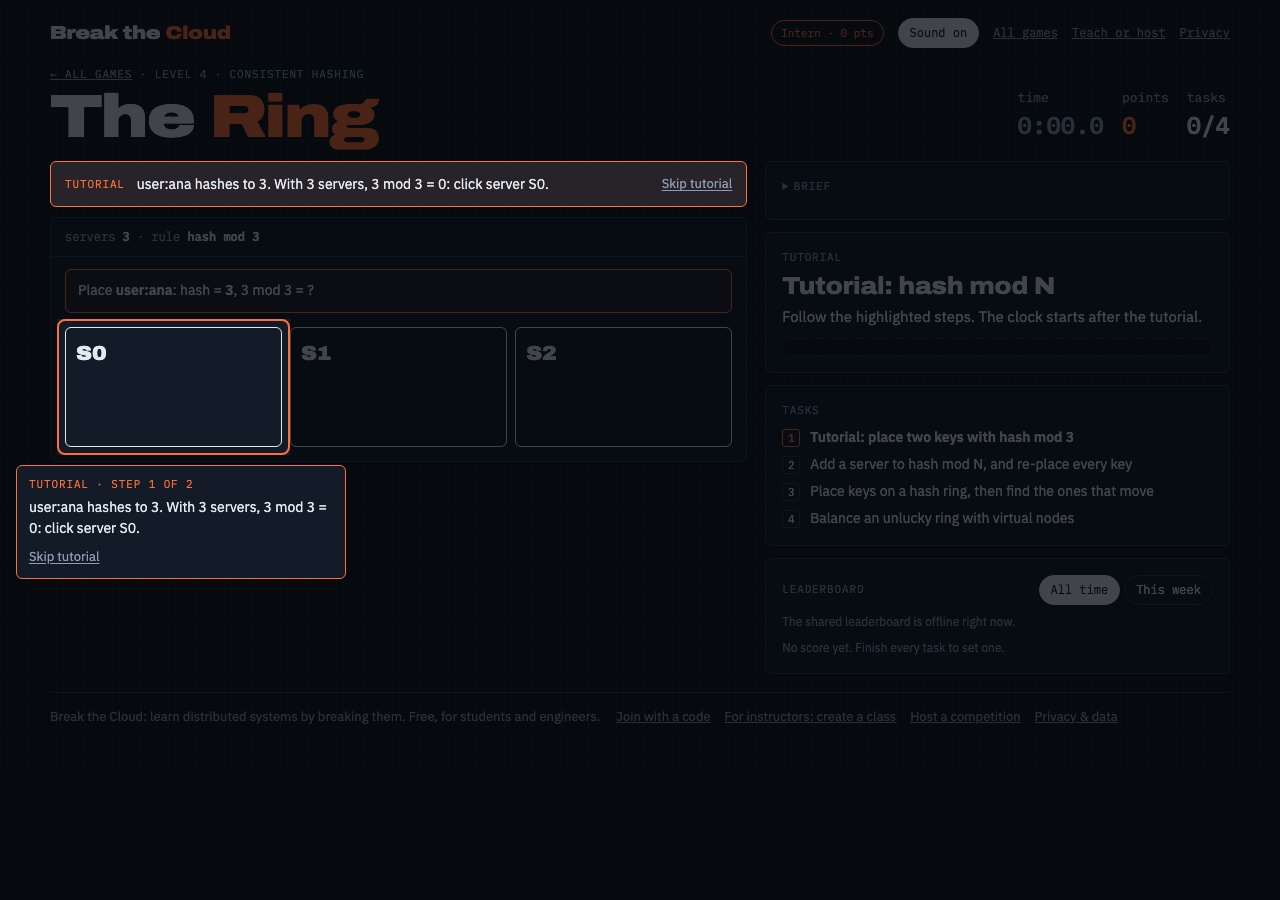 Break the Cloud
Intern · 0 pts
Sound on
All games
Teach or host
Privacy
← ALL GAMES · LEVEL 4 · CONSISTENT HASHING
The Ring
time
0:00.0
points
0
tasks
0/4
TUTORIAL user:ana hashes to 3. With 3 servers, 3 mod 3 = 0: click server S0.
Skip tutorial
servers 3 · rule hash mod 3
Place user:ana: hash = 3, 3 mod 3 = ?
S0
S1
S2
TUTORIAL · STEP 1 OF 2
user:ana hashes to 3. With 3 servers, 3 mod 3 =
0: click server S0.
Skip tutorial
▶ BRIEF
TUTORIAL
Tutorial: hash mod N
Follow the highlighted steps. The clock starts after the tutorial.
TASKS
1 Tutorial: place two keys with hash mod 3
2 Add a server to hash mod N, and re-place every key
3 Place keys on a hash ring, then find the ones that move
4 Balance an unlucky ring with virtual nodes
LEADERBOARD
All time
This week
The shared leaderboard is offline right now.
No score yet. Finish every task to set one.
Break the Cloud: learn distributed systems by breaking them. Free, for students and engineers.
Join with a code
For instructors: create a class
Host a competition
Privacy & data